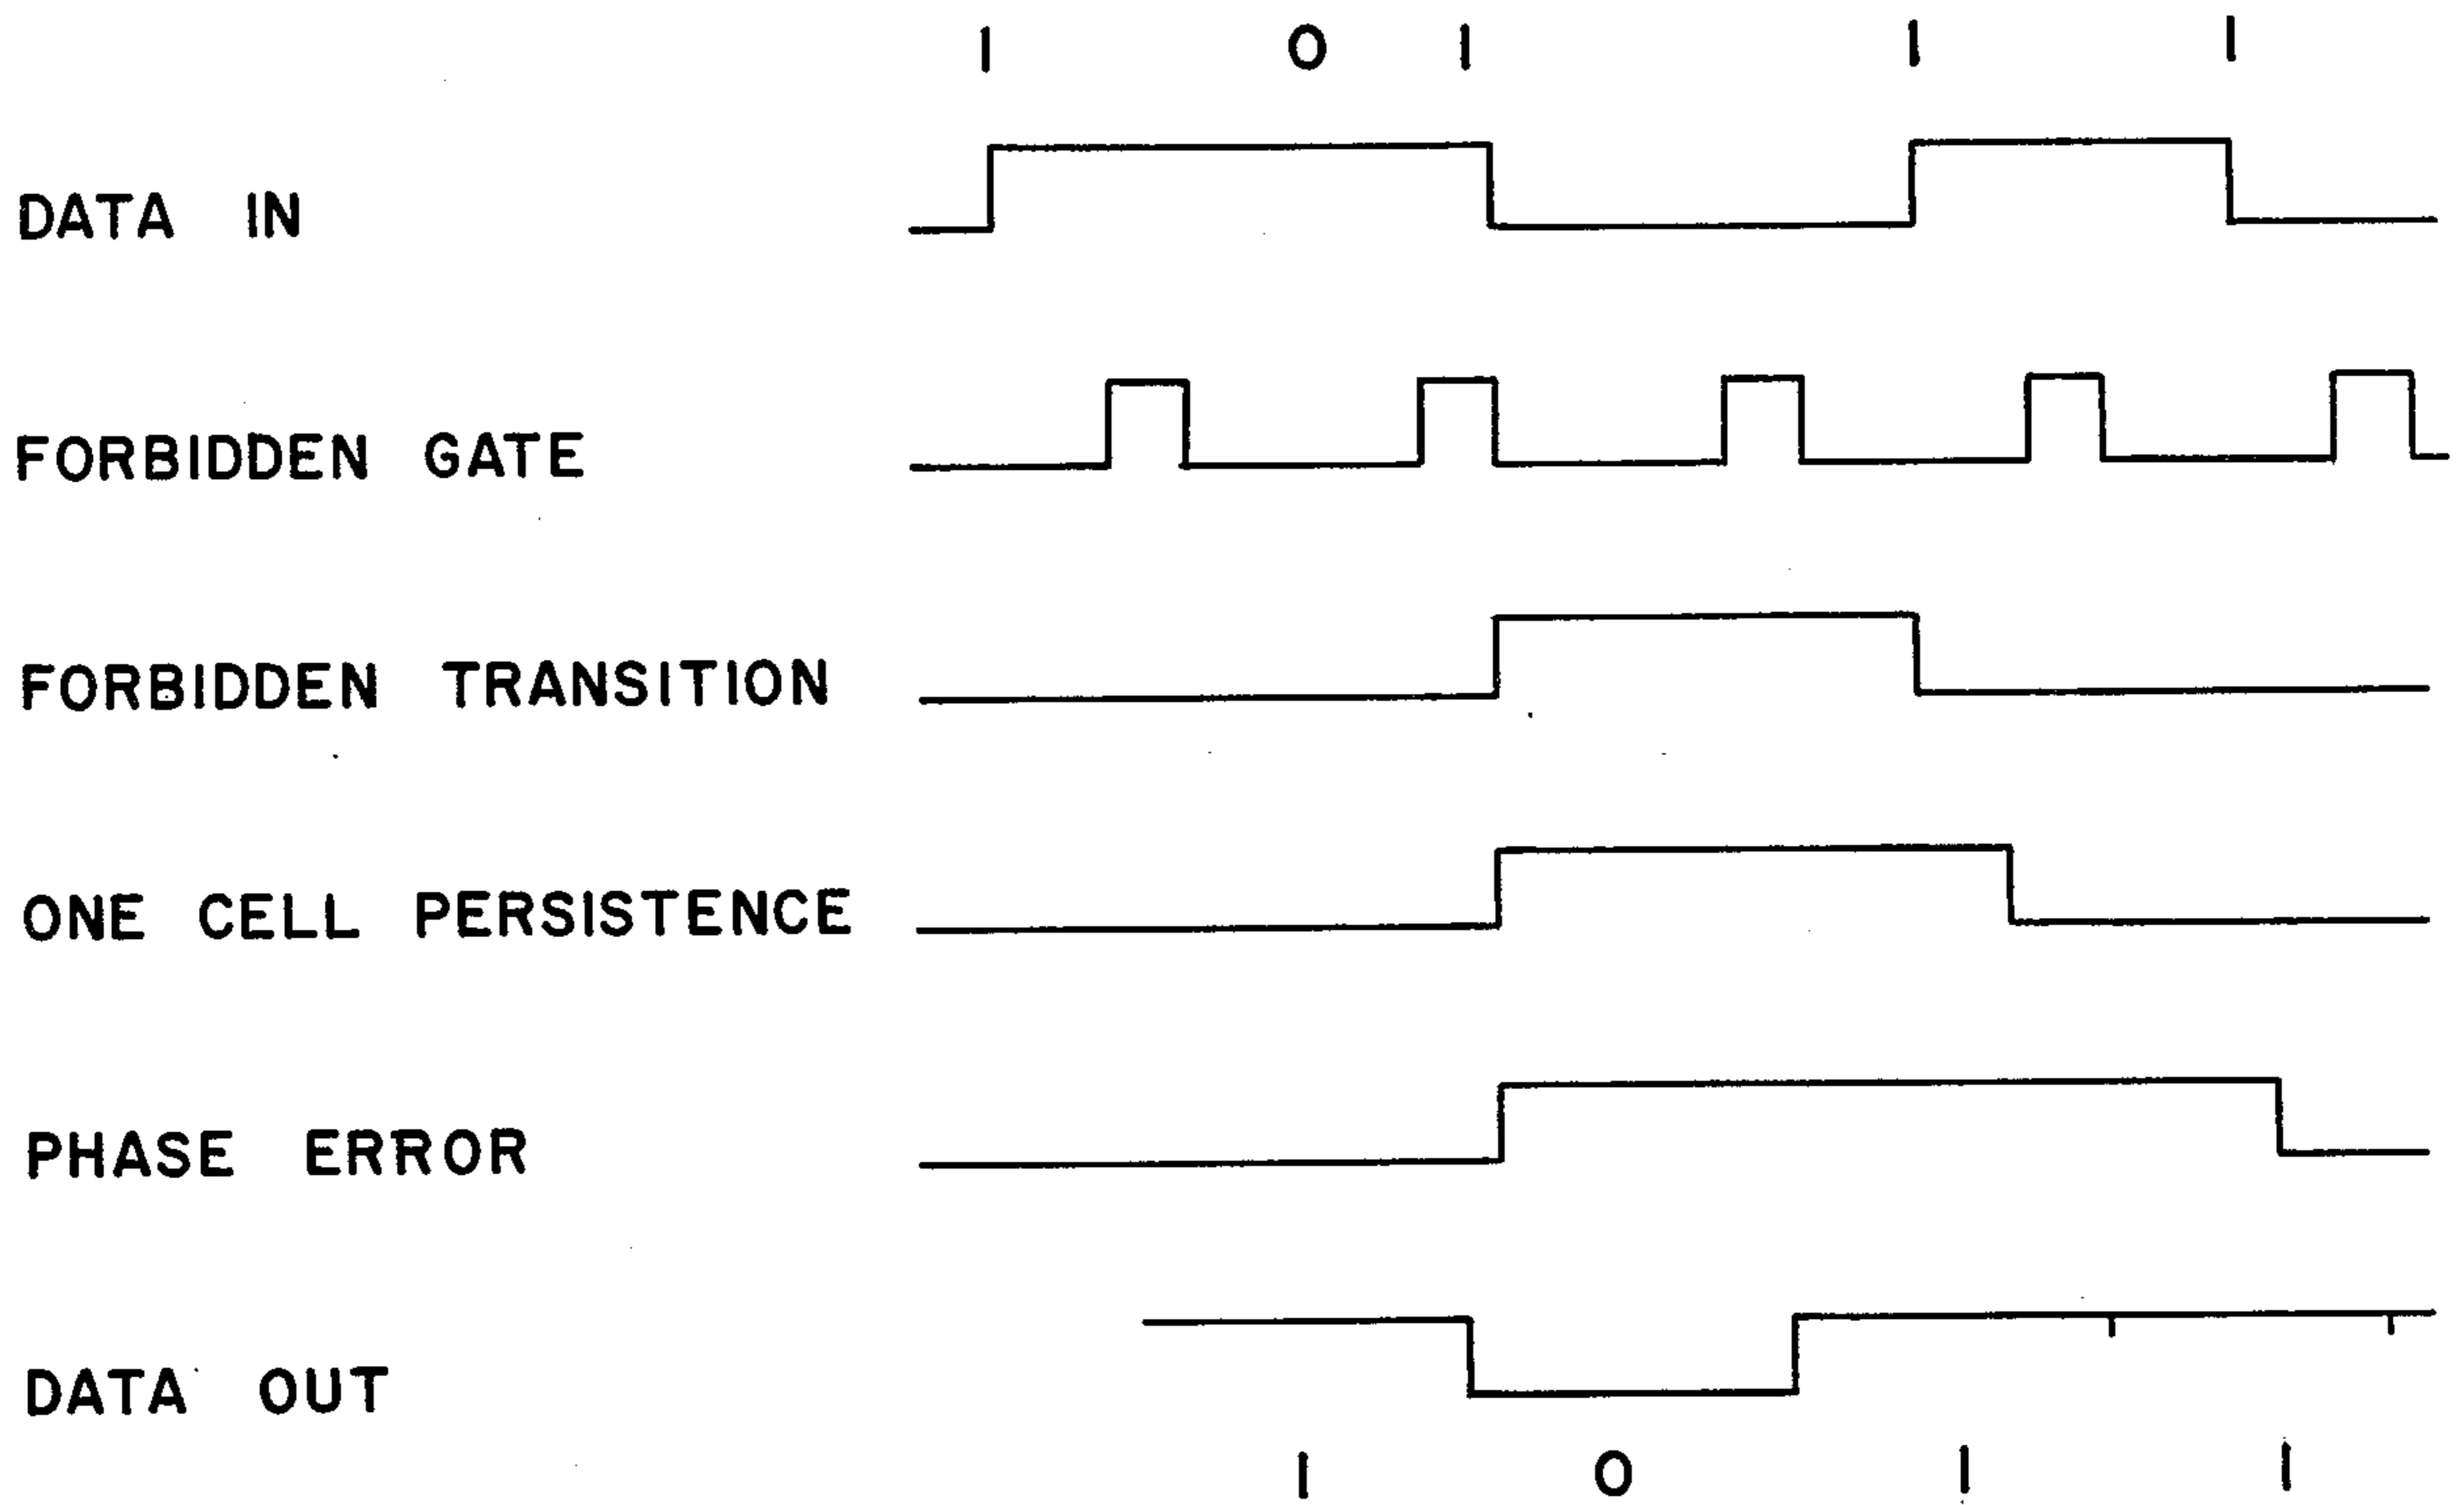 1 0 1 1 1
DATA IN
FORBIDDEN GATE
FORBIDDEN TRANSITION
ONE CELL PERSISTENCE
PHASE ERROR
DATA OUT
1 0 1 1